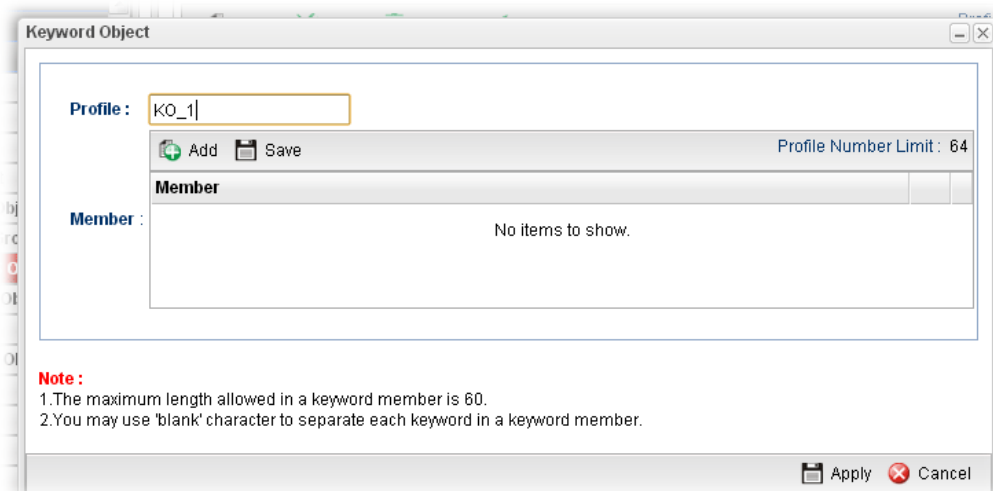 Keyword Object
Profile : KO_1
Add Save Profile Number Limit : 64
Member
Member :
No items to show.
Note :
1.The maximum length allowed in a keyword member is 60.
2.You may use 'blank' character to separate each keyword in a keyword member.
Apply Cancel